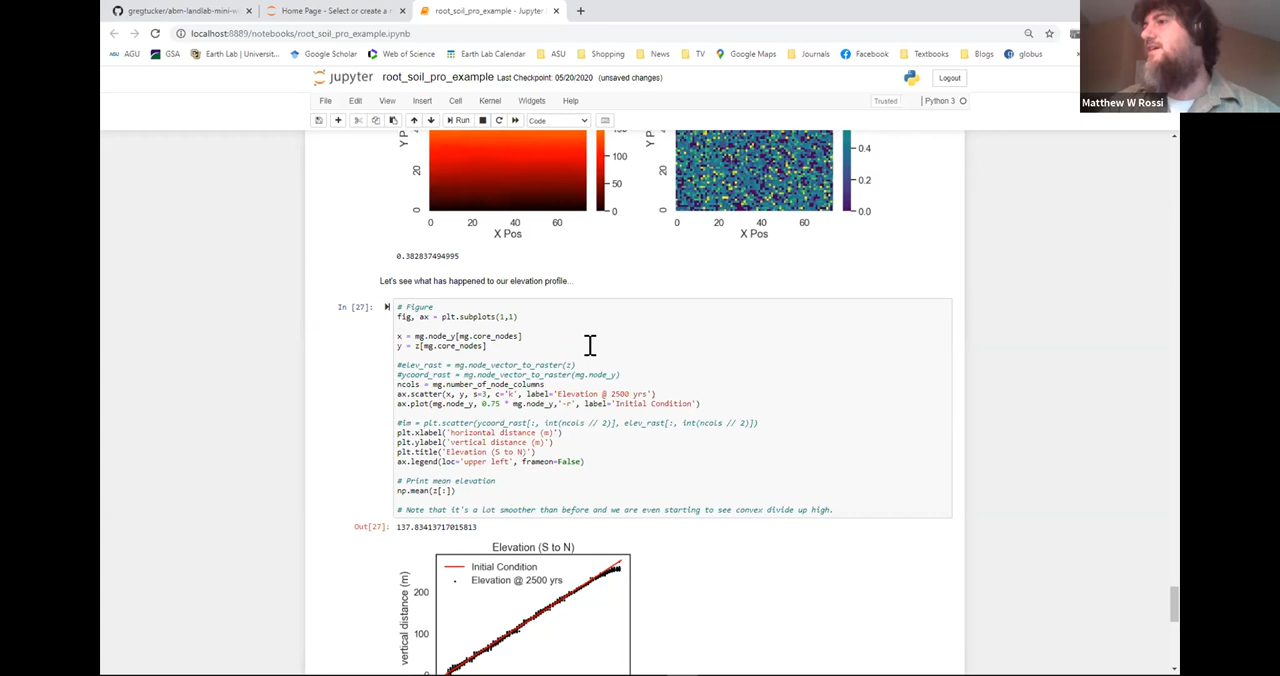 gregtucker/abm-landlab-mini-w
Home Page - Select or create a
root_soil_pro_example - Jupyter
localhost:8889/notebooks/root_soil_pro_example.ipynb
AGU GSA Earth Lab | Universit... Google Scholar Web of Science Earth Lab Calendar ASU Shopping News TV Google Maps Journals Facebook Textbooks Blogs globus
jupyter root_soil_pro_example Last Checkpoint: 05/20/2020 (unsaved changes) Logout
File Edit View Insert Cell Kernel Widgets Help Trusted Python 3
Run Code
Matthew W Rossi
20
0
0 20 40 60
X Pos
100
50
0
20
0
0 20 40 60
X Pos
0.4
0.2
0.0
0.382837494995
Let's see what has happened to our elevation profile...
In [27]:
# Figure
fig, ax = plt.subplots(1,1)
x = mg.node_y[mg.core_nodes]
y = z[mg.core_nodes]
#elev_rast = mg.node_vector_to_raster(z)
#ycoord_rast = mg.node_vector_to_raster(mg.node_y)
ncols = mg.number_of_node_columns
ax.scatter(x, y, s=3, c='k', label='Elevation @ 2500 yrs')
ax.plot(mg.node_y, 0.75 * mg.node_y,'-r', label='Initial Condition')
#im = plt.scatter(ycoord_rast[:, int(ncols // 2)], elev_rast[:, int(ncols // 2)])
plt.xlabel('horizontal distance (m)')
plt.ylabel('vertical distance (m)')
plt.title('Elevation (S to N)')
ax.legend(loc='upper left', frameon=False)
# Print mean elevation
np.mean(z[:])
# Note that it's a lot smoother than before and we are even starting to see convex divide up high.
Out[27]: 137.83413717015813
Elevation (S to N)
Initial Condition
Elevation @ 2500 yrs
vertical distance (m)
200
100